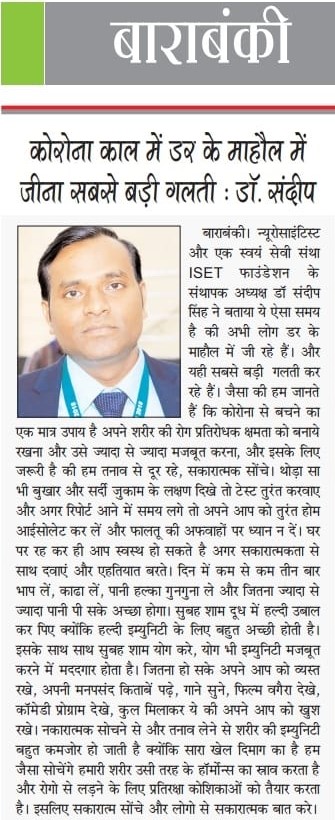 बाराबंकी
कोरोना काल में डर के माहौल में
जीना सबसे बड़ी गलती : डॉ. संदीप
बाराबंकी। न्यूरोसाइंटिस्ट
और एक स्वयं सेवी संथा
ISET फाउंडेशन के
संथापक अध्यक्ष डॉ संदीप
सिंह ने बताया ये ऐसा समय
है की अभी लोग डर के
माहौल में जी रहे हैं। और
यही सबसे बड़ी गलती कर
रहे हैं। जैसा की हम जानते
हैं कि कोरोना से बचने का
एक मात्र उपाय है अपने शरीर की रोग प्रतिरोधक क्षमता को बनाये
रखना और उसे ज्यादा से ज्यादा मजबूत करना, और इसके लिए
जरूरी है की हम तनाव से दूर रहे, सकारात्मक सोंचे। थोड़ा सा
भी बुखार और सर्दी जुकाम के लक्षण दिखे तो टेस्ट तुरंत करवाए
और अगर रिपोर्ट आने में समय लगे तो अपने आप को तुरंत होम
आईसोलेट कर लें और फालतू की अफवाहों पर ध्यान न दें। घर
पर रह कर ही आप स्वस्थ हो सकते है अगर सकारात्मकता से
साथ दवाएं और एहतियात बरते। दिन में कम से कम तीन बार
भाप लें, काढा लें, पानी हल्का गुनगुना ले और जितना ज्यादा से
ज्यादा पानी पी सके अच्छा होगा। सुबह शाम दूध में हल्दी उबाल
कर पिए क्योंकि हल्दी इम्युनिटी के लिए बहुत अच्छी होती है।
इसके साथ साथ सुबह शाम योग करे, योग भी इम्युनिटी मजबूत
करने में मददगार होता है। जितना हो सके अपने आप को व्यस्त
रखे, अपनी मनपसंद किताबें पढ़े, गाने सुने, फिल्म वगैरा देखे,
कॉमेडी प्रोग्राम देखे, कुल मिलाकर ये की अपने आप को खुश
रखे। नकारात्मक सोचने से और तनाव लेने से शरीर की इम्युनिटी
बहुत कमजोर हो जाती है क्योंकि सारा खेल दिमाग का है हम
जैसा सोचेंगे हमारी शरीर उसी तरह के हॉर्मोन्स का स्राव करता है
और रोगो से लड़ने के लिए प्रतिरक्षा कोशिकाओं को तैयार करता
है। इसलिए सकारात्म सोंचे और लोगो से सकारात्मक बात करे।